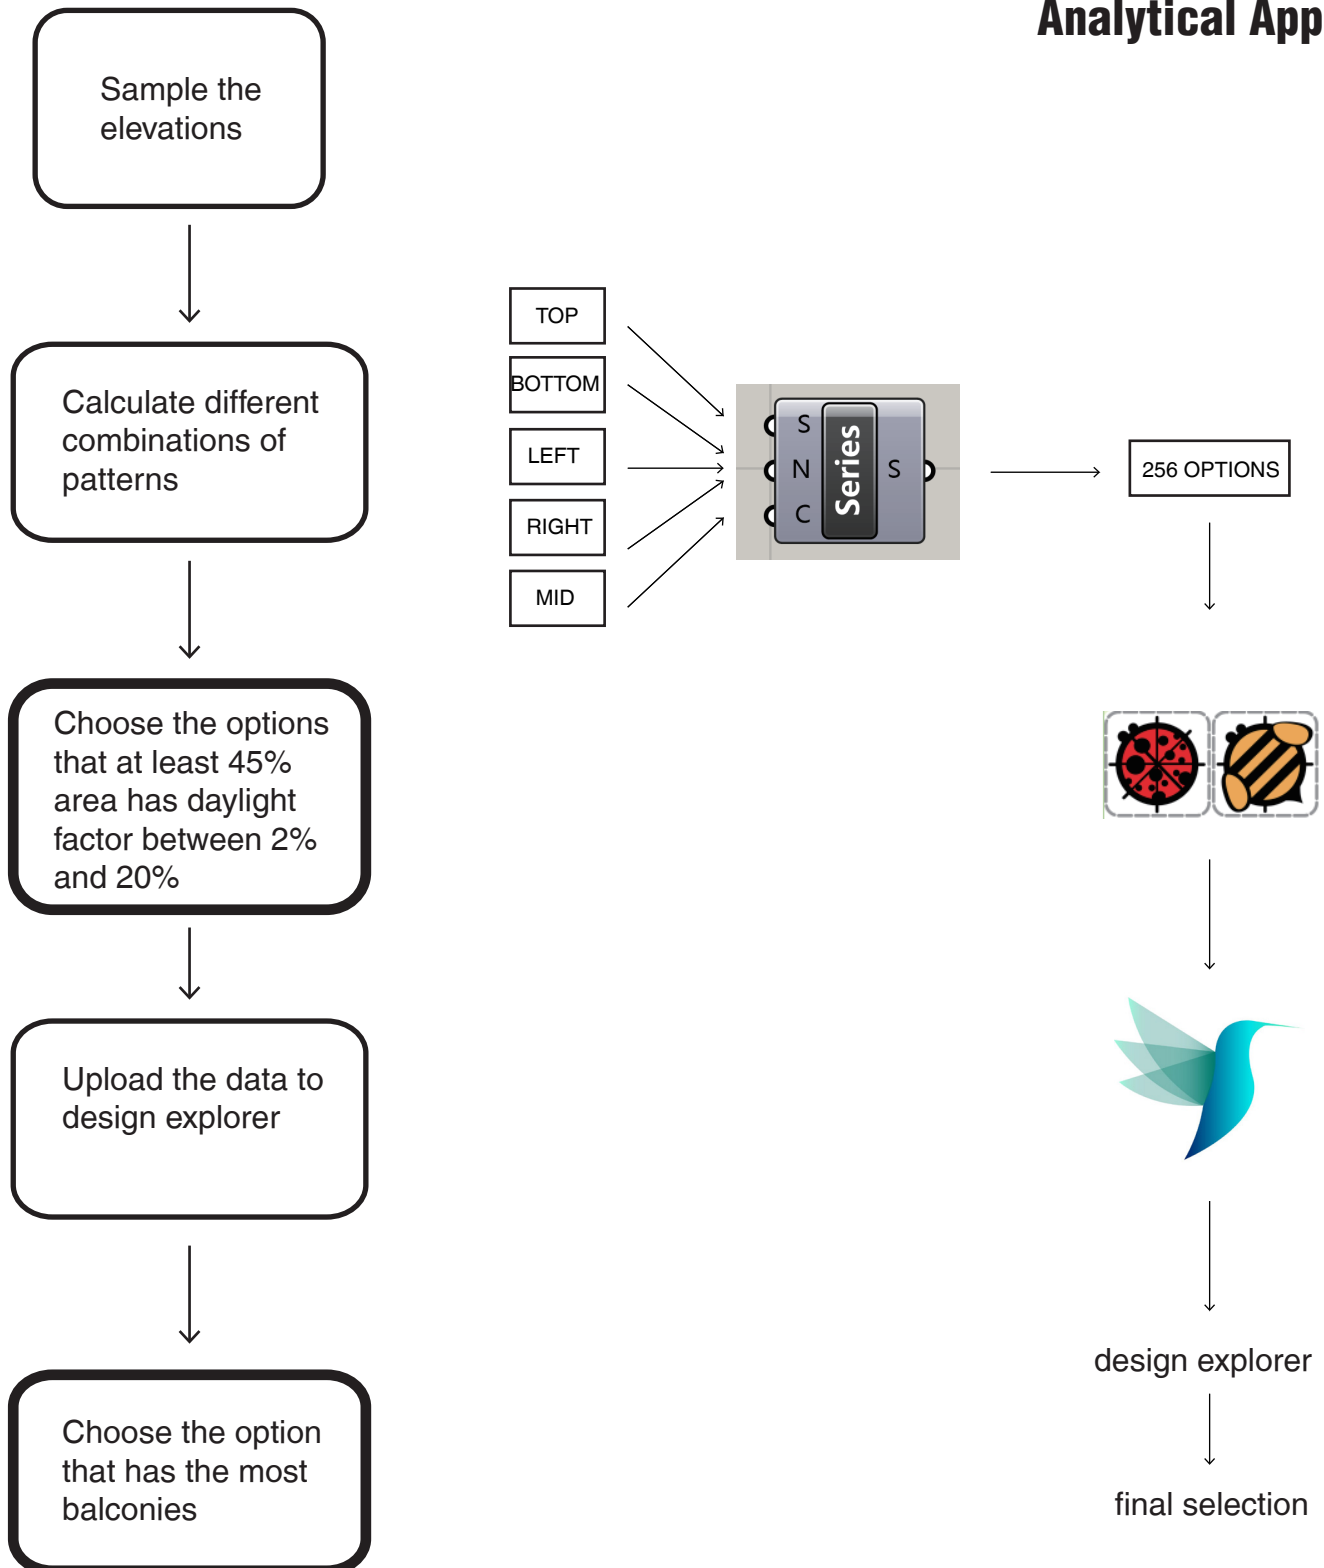 Analytical App
Sample the
elevations
Calculate different
combinations of
patterns
Choose the options
that at least 45%
area has daylight
factor between 2%
and 20%
Upload the data to
design explorer
Choose the option
that has the most
balconies
TOP
BOTTOM
LEFT
RIGHT
MID
S
N
C
Series
S
256 OPTIONS
design explorer
final selection